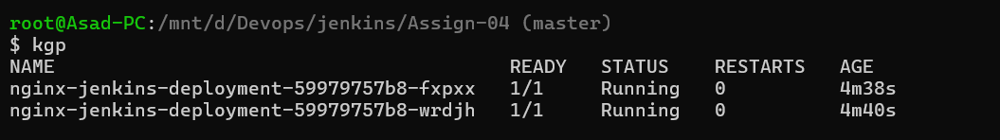 root@Asad-PC:/mnt/d/Devops/jenkins/Assign-04 (master)
$ kgp
NAME READY STATUS RESTARTS AGE
nginx-jenkins-deployment-59979757b8-fxpxx 1/1 Running 0 4m38s
nginx-jenkins-deployment-59979757b8-wrdjh 1/1 Running 0 4m40s